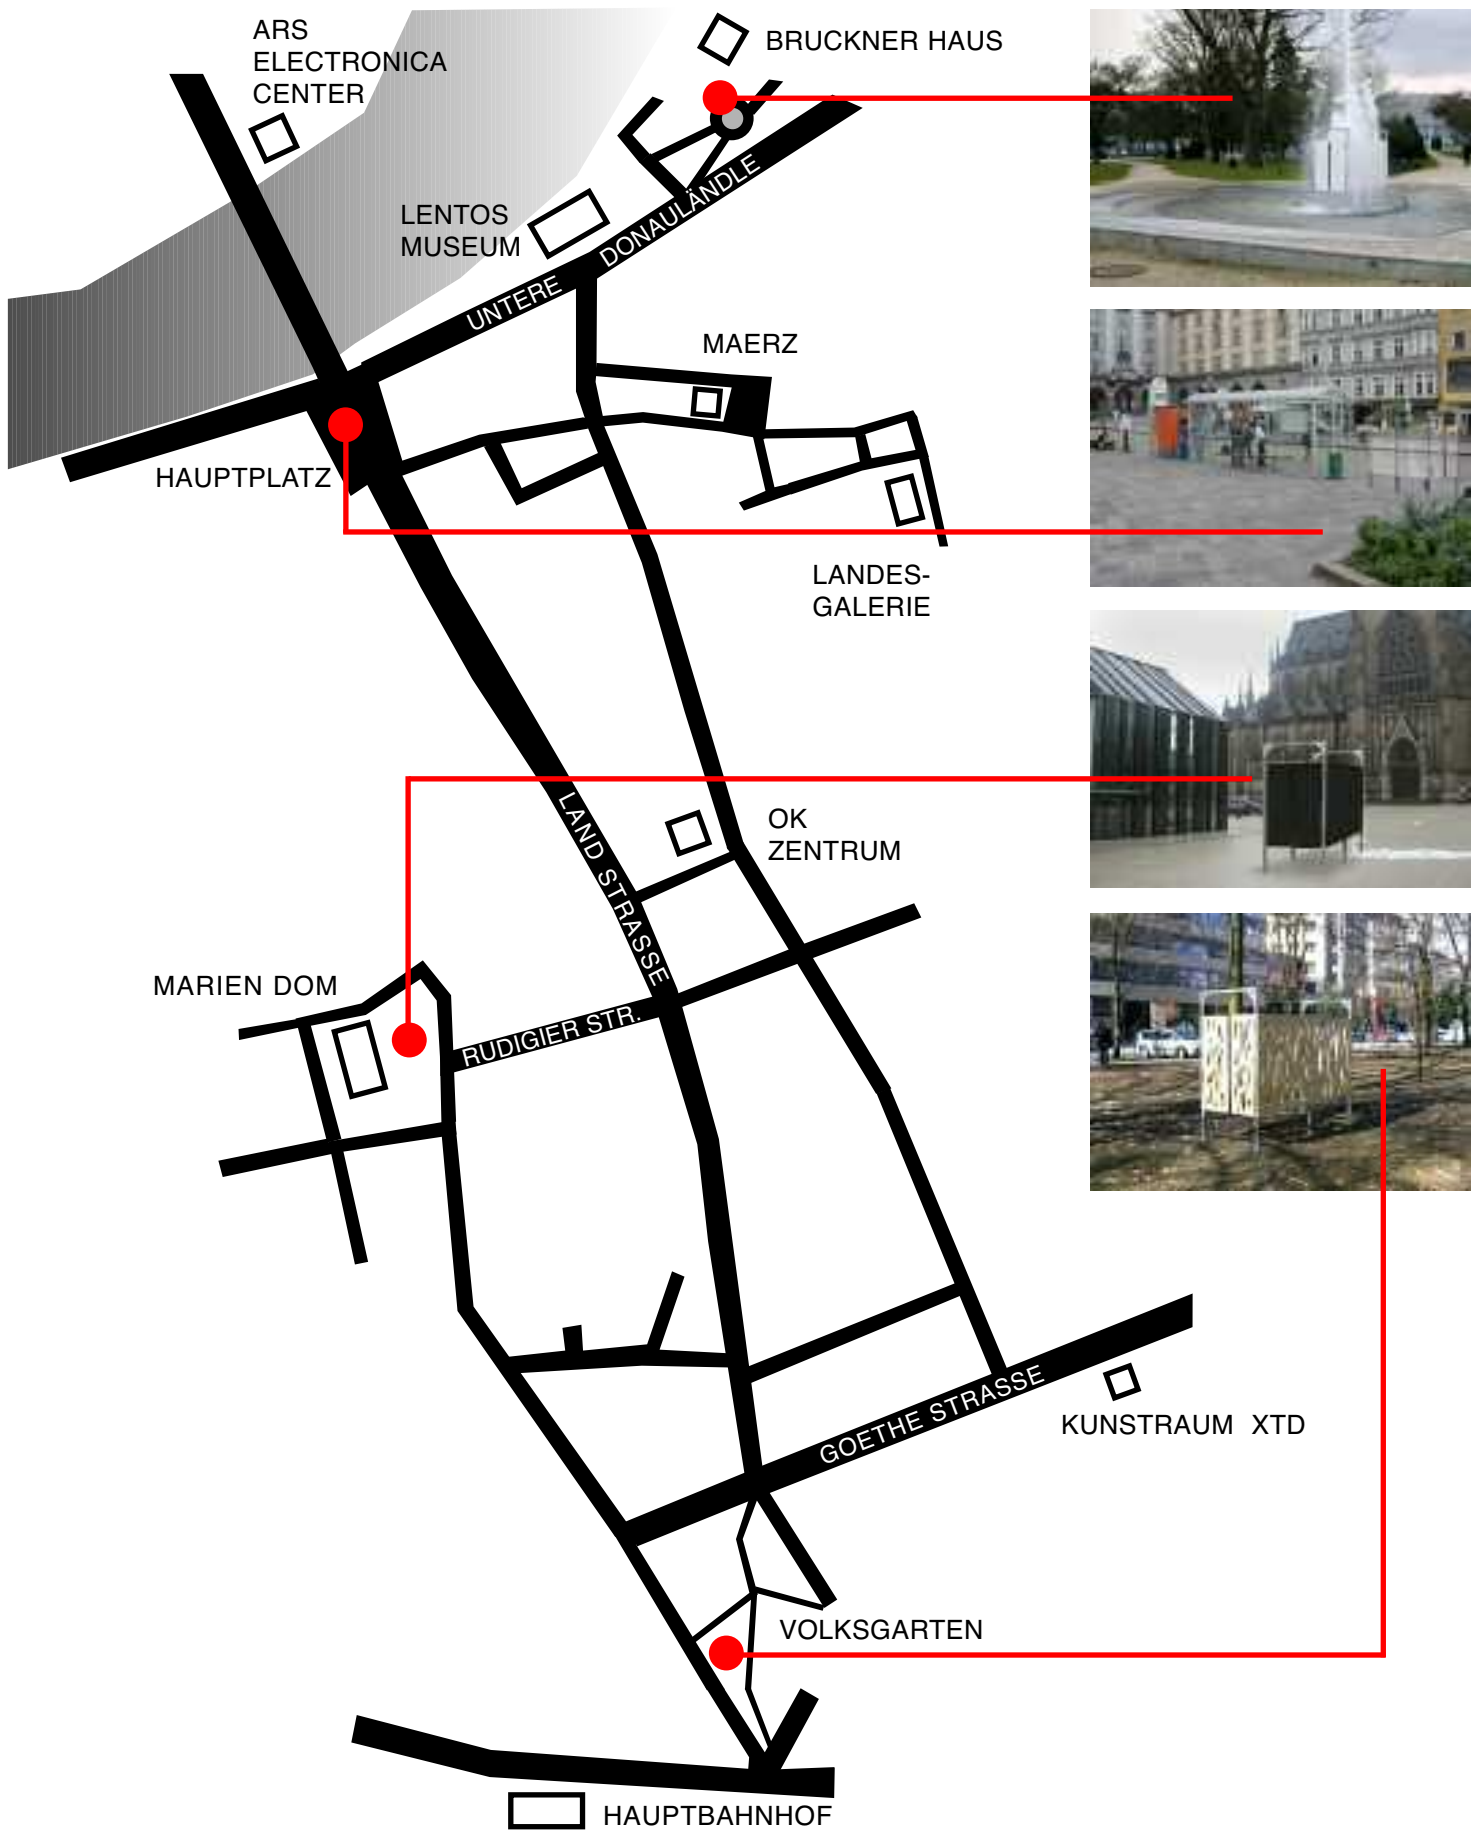 ARS
ELECTRONICA
CENTER
BRUCKNER HAUS
LENTOS
MUSEUM
UNTERE DONAULÄNDLE
MAERZ
HAUPTPLATZ
LANDES-
GALERIE
LAND STRASSE
OK
ZENTRUM
MARIEN DOM
RUDIGIER STR.
GOETHE STRASSE
KUNSTRAUM XTD
VOLKSGARTEN
HAUPTBAHNHOF